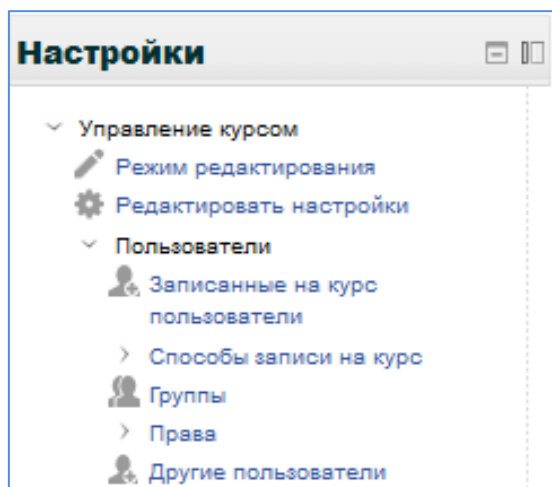 Настройки
Управление курсом
Режим редактирования
Редактировать настройки
Пользователи
Записанные на курс
пользователи
Способы записи на курс
Группы
Права
Другие пользователи